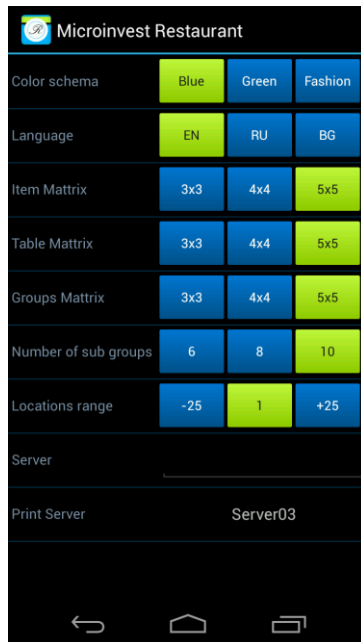 R Microinvest Restaurant
Color schema Blue Green Fashion
Language EN RU BG
Item Mattrix 3x3 4x4 5x5
Table Mattrix 3x3 4x4 5x5
Groups Mattrix 3x3 4x4 5x5
Number of sub groups 6 8 10
Locations range -25 1 +25
Server
Print Server Server03